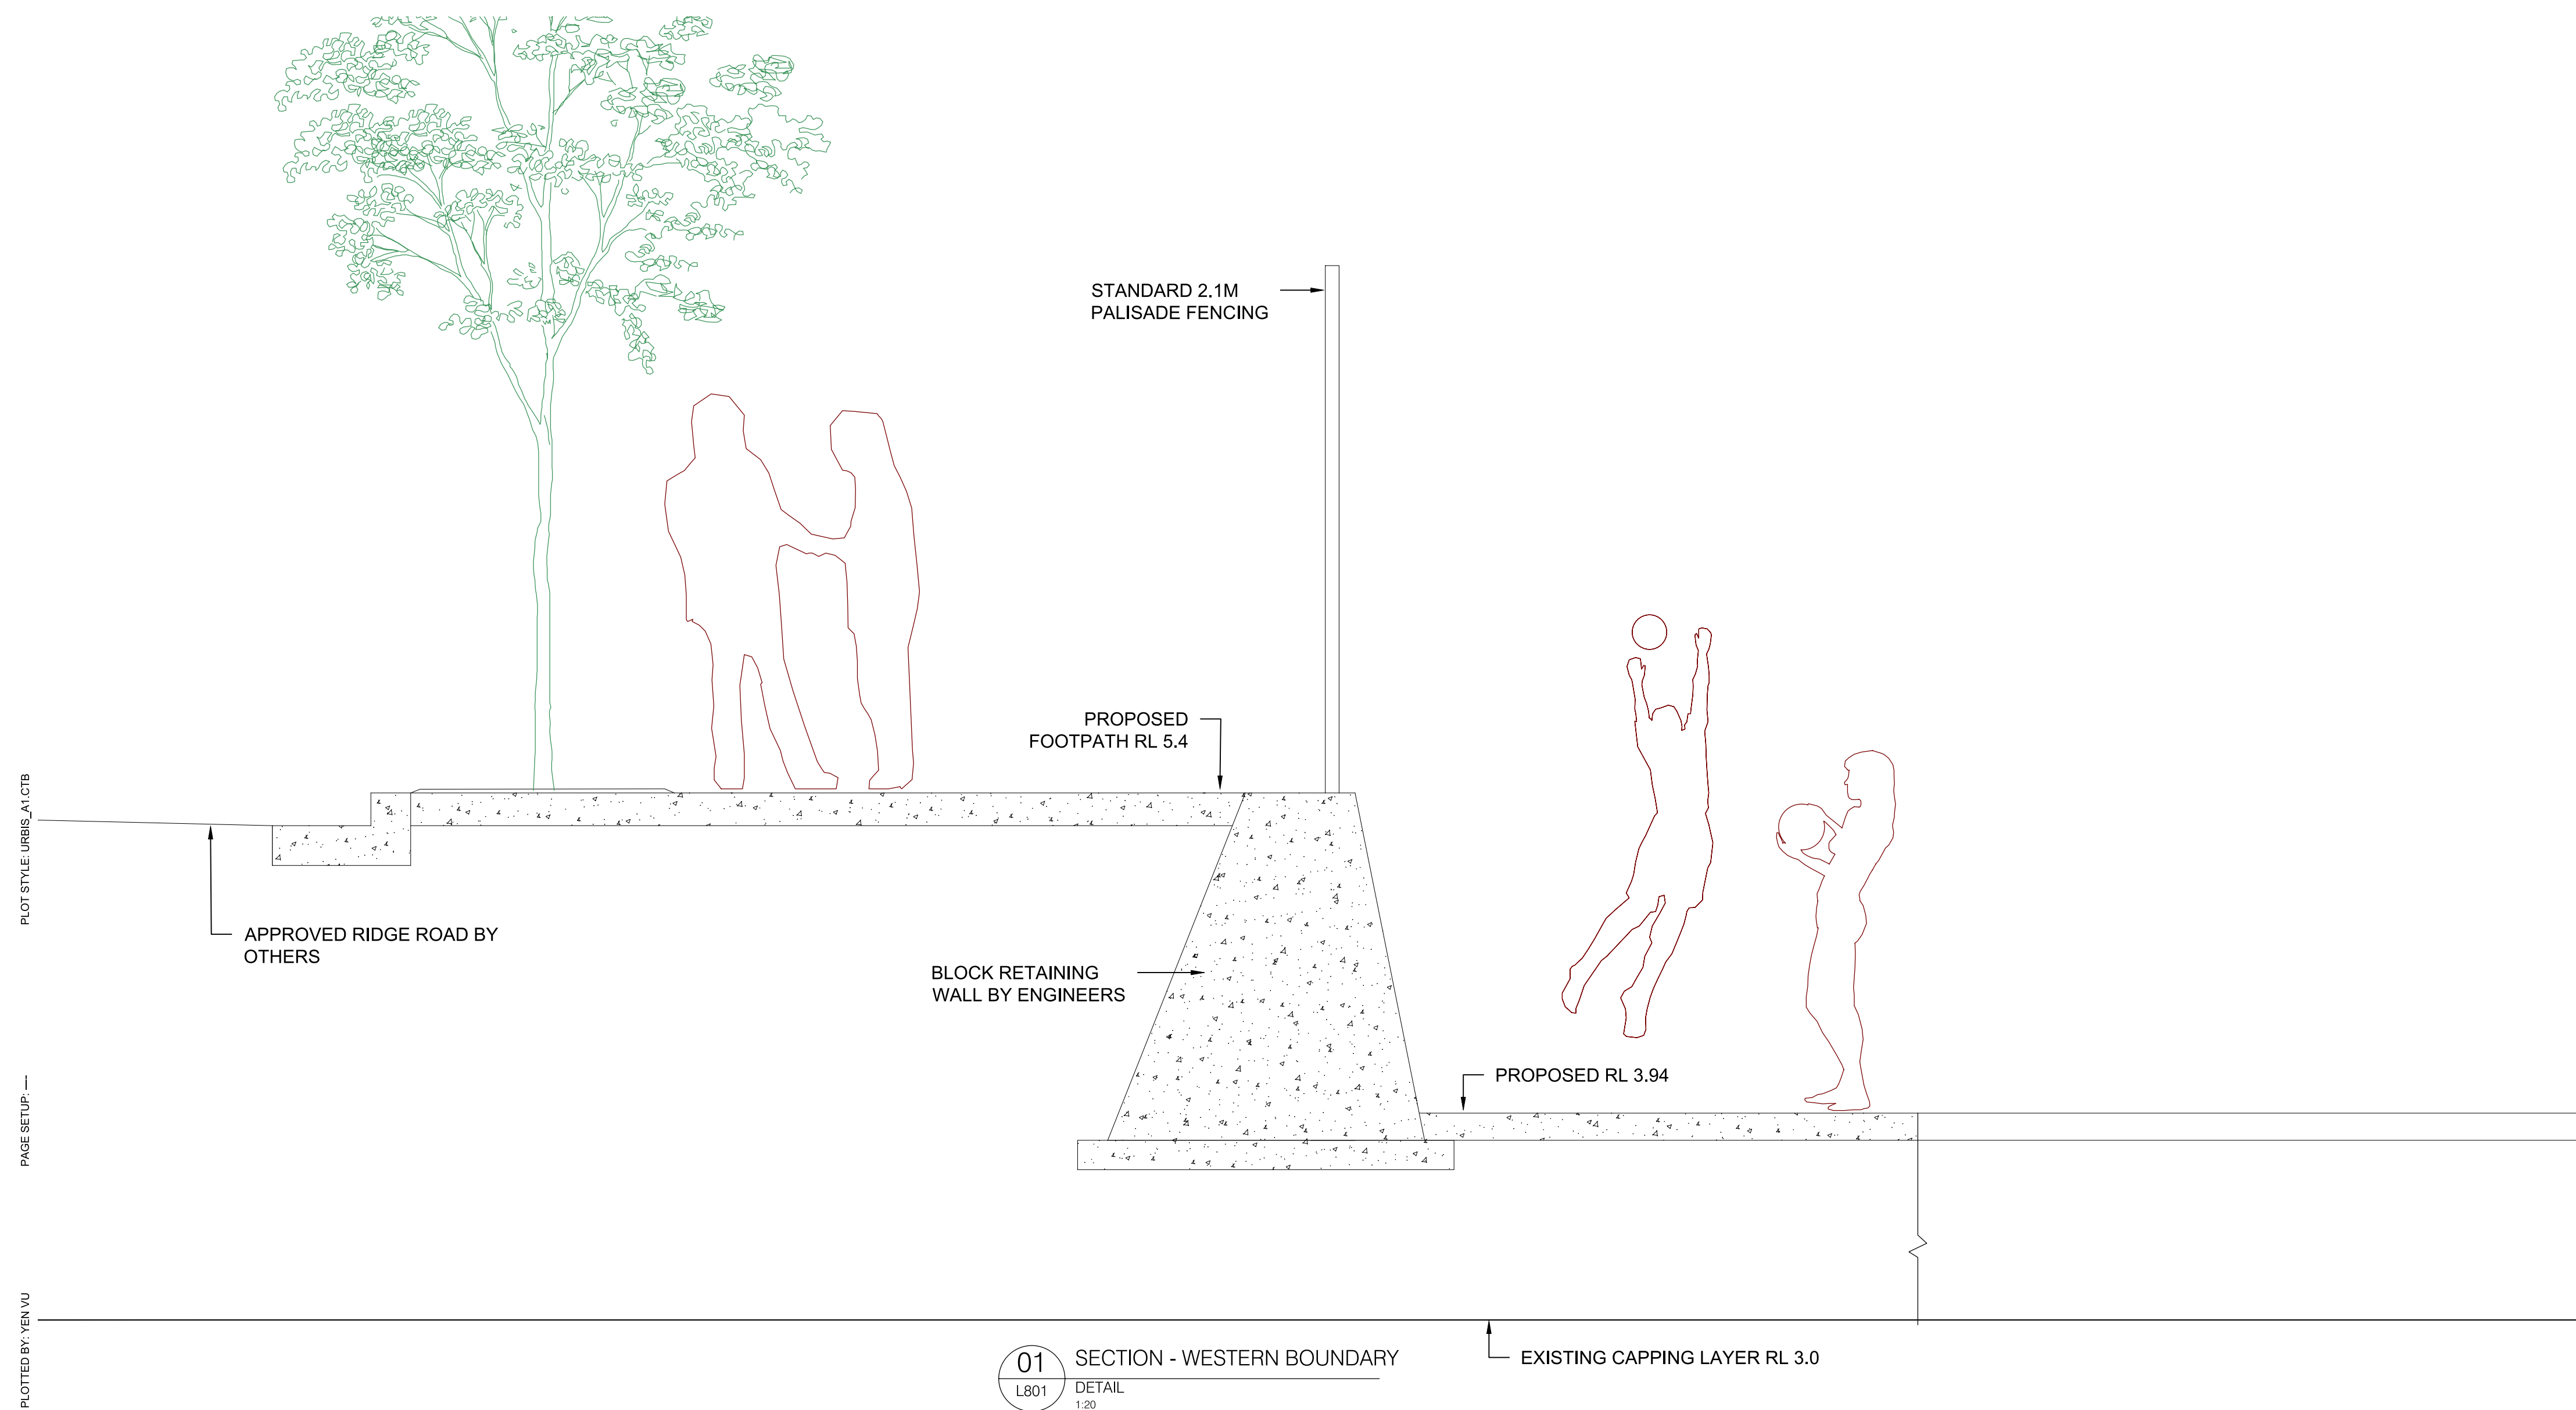 STANDARD 2.1M
PALISADE FENCING
PROPOSED
FOOTPATH RL 5.4
APPROVED RIDGE ROAD BY
OTHERS
BLOCK RETAINING
WALL BY ENGINEERS
PROPOSED RL 3.94
EXISTING CAPPING LAYER RL 3.0
01
L801
SECTION - WESTERN BOUNDARY
DETAIL
1:20
PLOT STYLE: URBIS_A1.CTB
PAGE SETUP: ----
PLOTTED BY: YEN VU